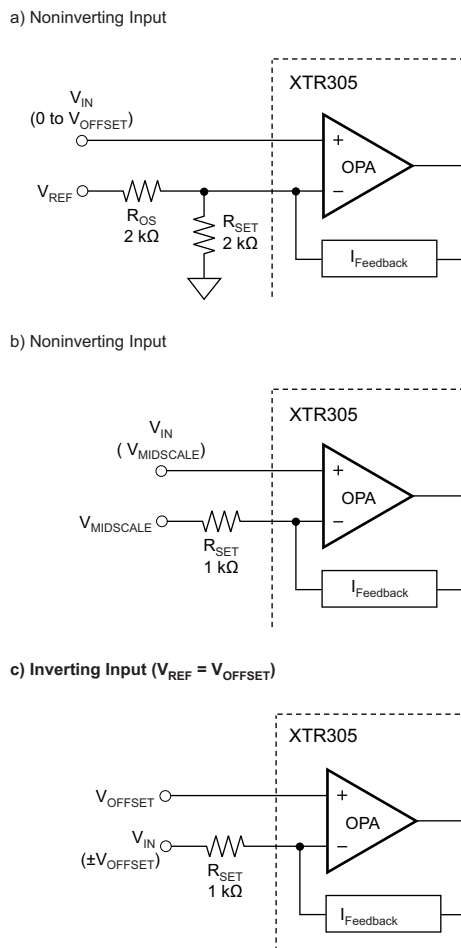 a) Noninverting Input
XTR305
V_IN
(0 to V_OFFSET)
+
OPA
V_REF
−
R_OS
2 kΩ
R_SET
2 kΩ
I_Feedback
b) Noninverting Input
XTR305
V_IN
( V_MIDSCALE)
+
OPA
V_MIDSCALE
−
R_SET
1 kΩ
I_Feedback
c) Inverting Input (V_REF = V_OFFSET)
XTR305
V_OFFSET
+
OPA
V_IN
−
(±V_OFFSET)
R_SET
1 kΩ
I_Feedback